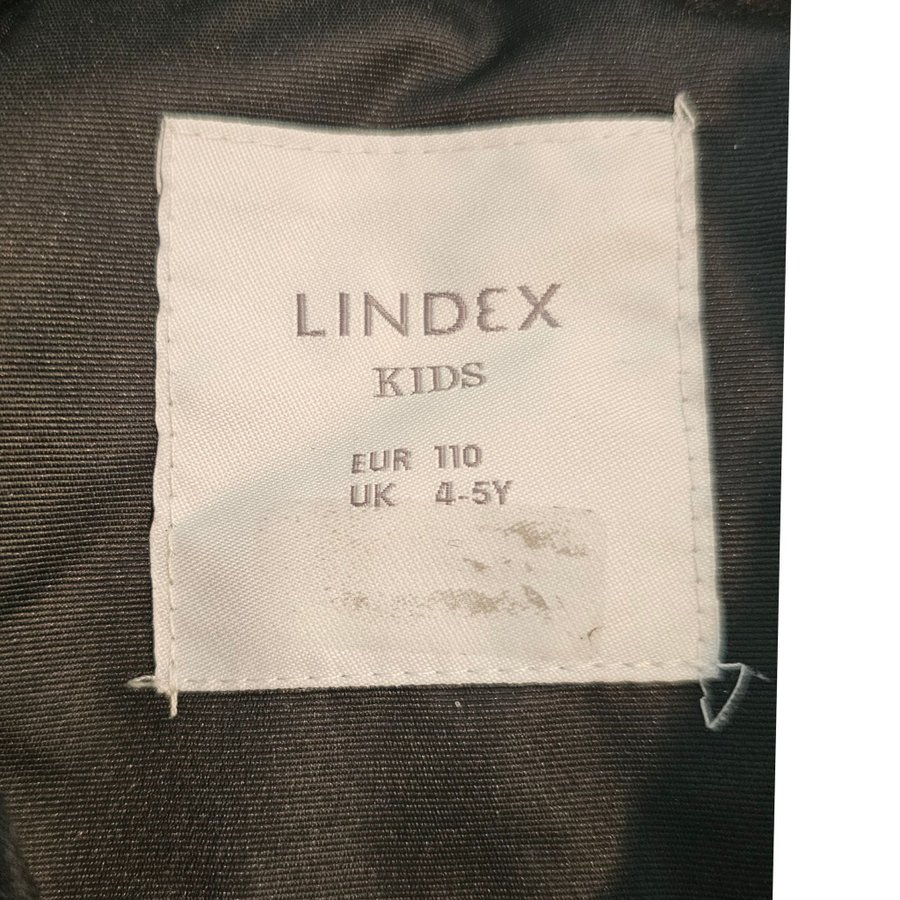 LINDEX
KIDS
EUR 110
UK 4-5Y